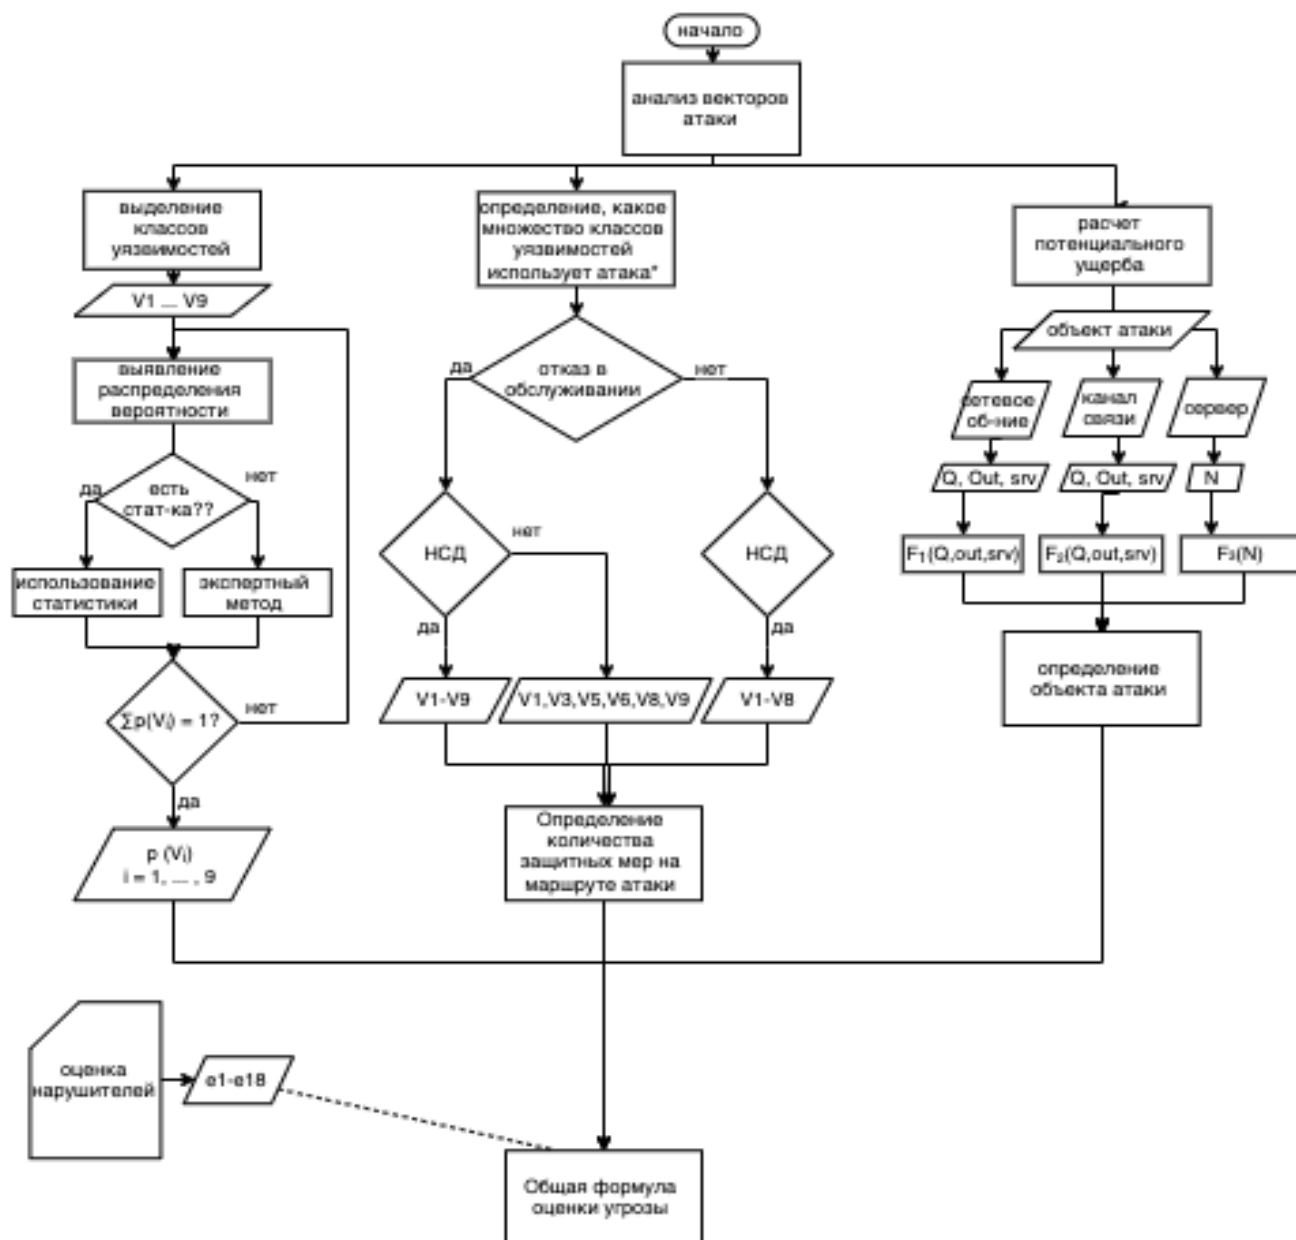 начало
анализ векторов
атаки
выделение
классов
уязвимостей
V1 ... V9
выявление
распределения
вероятности
есть
стат-ка??
да
нет
использование
статистики
экспертный
метод
∑p(Vᵢ) = 1?
нет
да
p (Vᵢ)
i = 1, ... , 9
определение, какое
множество классов
уязвимостей
использует атака*
отказ в
обслуживании
да
нет
НСД
нет
да
НСД
да
V1-V9
V1,V3,V5,V6,V8,V9
V1-V8
Определение
количества
защитных мер на
маршруте атаки
расчет
потенциального
ущерба
объект атаки
сетевое
об-ние
канал
связи
сервер
Q, Out, srv
Q, Out, srv
N
F₁(Q,out,srv)
F₂(Q,out,srv)
F₃(N)
определение
объекта атаки
оценка
нарушителей
e1-e18
Общая формула
оценки угрозы